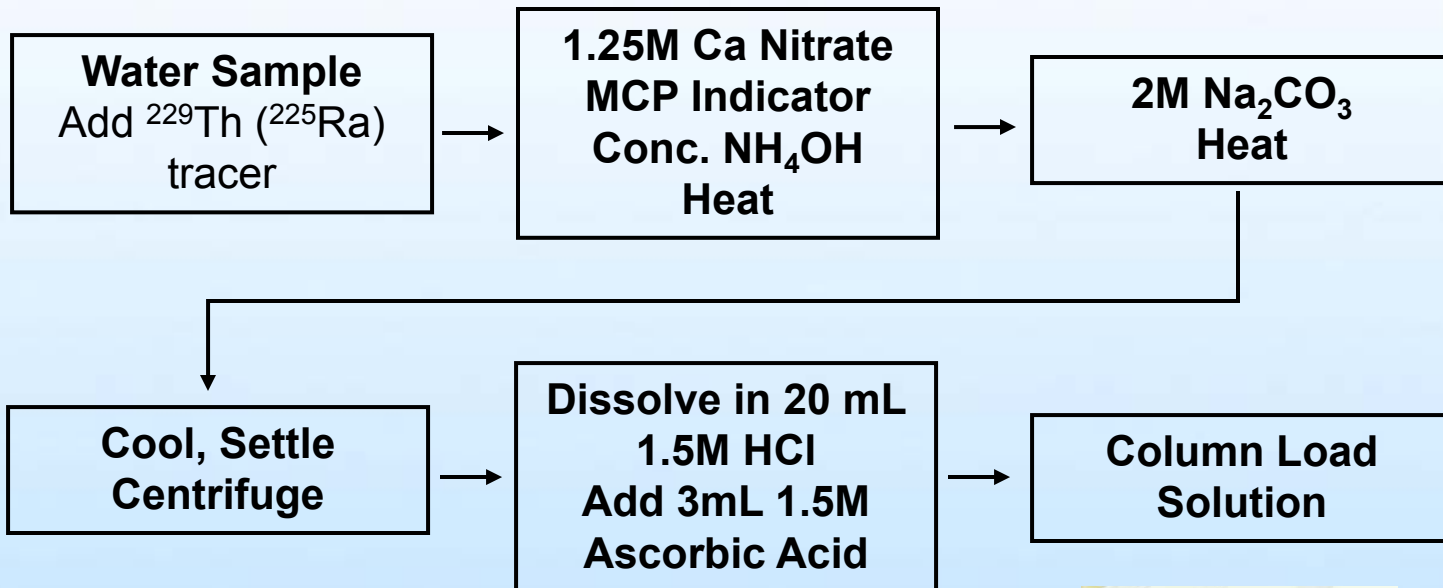 Water Sample
Add ²²⁹Th (²²⁵Ra)
tracer
1.25M Ca Nitrate
MCP Indicator
Conc. NH₄OH
Heat
2M Na₂CO₃
Heat
Cool, Settle
Centrifuge
Dissolve in 20 mL
1.5M HCl
Add 3mL 1.5M
Ascorbic Acid
Column Load
Solution